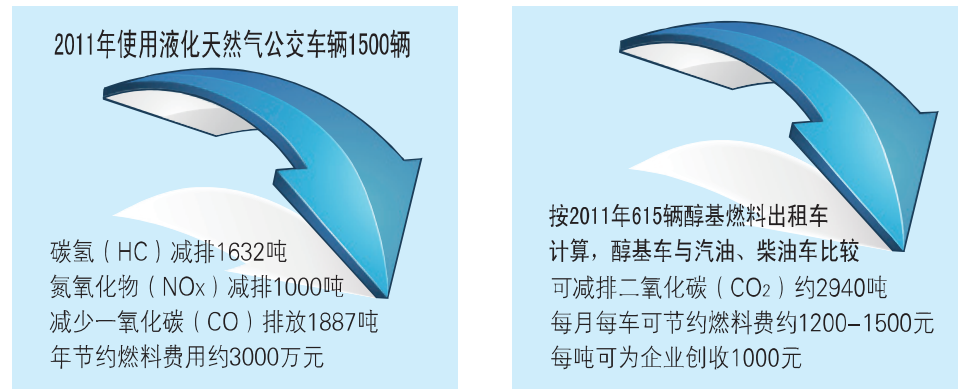 2011年使用液化天然气公交车辆1500辆
碳氢（HC）减排1632吨
氮氧化物（NOx）减排1000吨
减少一氧化碳（CO）排放1887吨
年节约燃料费用约3000万元
按2011年615辆醇基燃料出租车
计算，醇基车与汽油、柴油车比较
可减排二氧化碳（CO₂）约2940吨
每月每车可节约燃料费约1200-1500元
每吨可为企业创收1000元